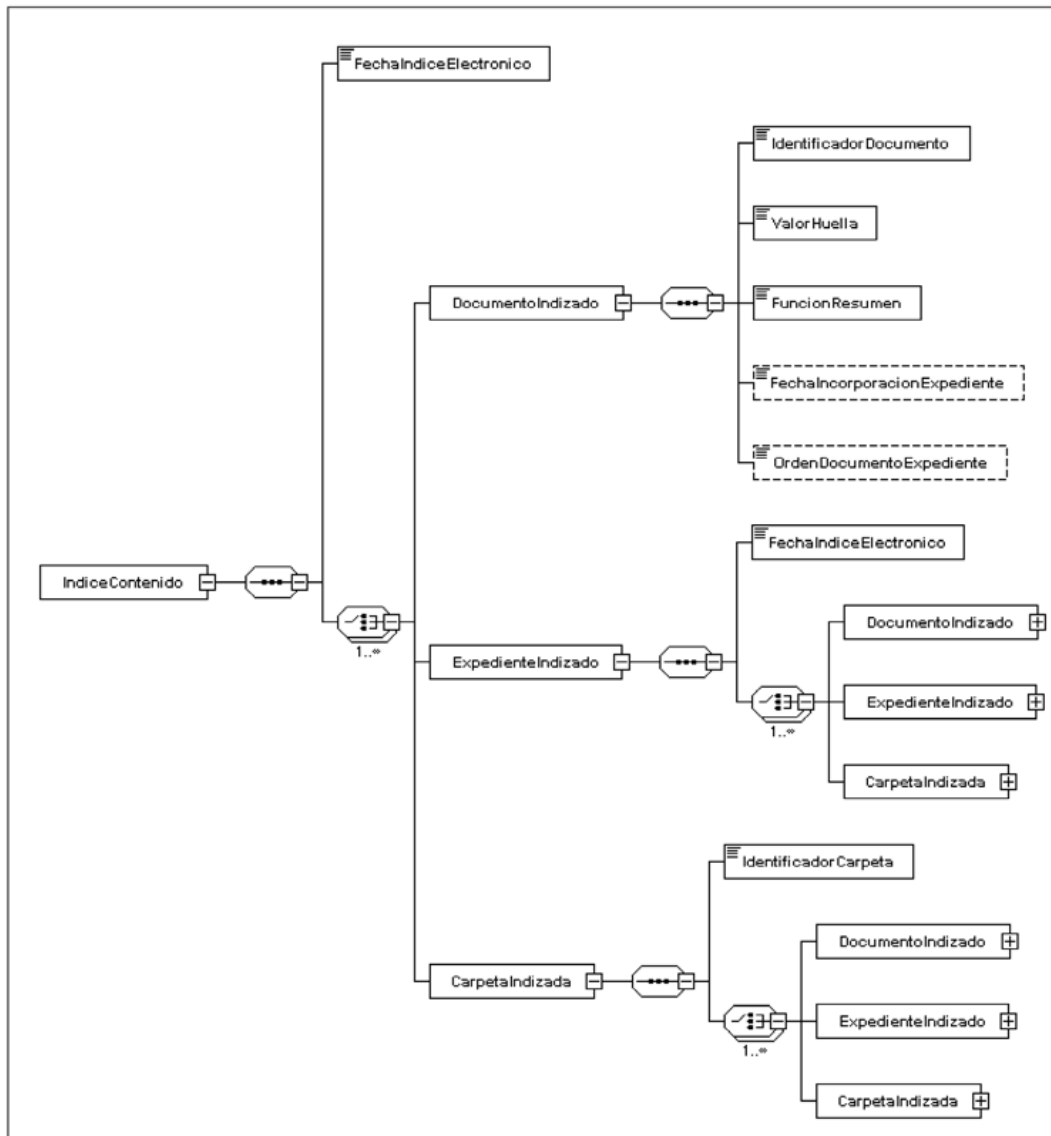 FechaIndiceElectronico
IdentificadorDocumento
ValorHuella
DocumentoIndizado
FuncionResumen
FechaIncorporacionExpediente
OrdenDocumentoExpediente
IndiceContenido
1..∞
FechaIndiceElectronico
DocumentoIndizado
ExpedienteIndizado
ExpedienteIndizado
1..∞
CarpetaIndizada
IdentificadorCarpeta
DocumentoIndizado
CarpetaIndizada
ExpedienteIndizado
1..∞
CarpetaIndizada